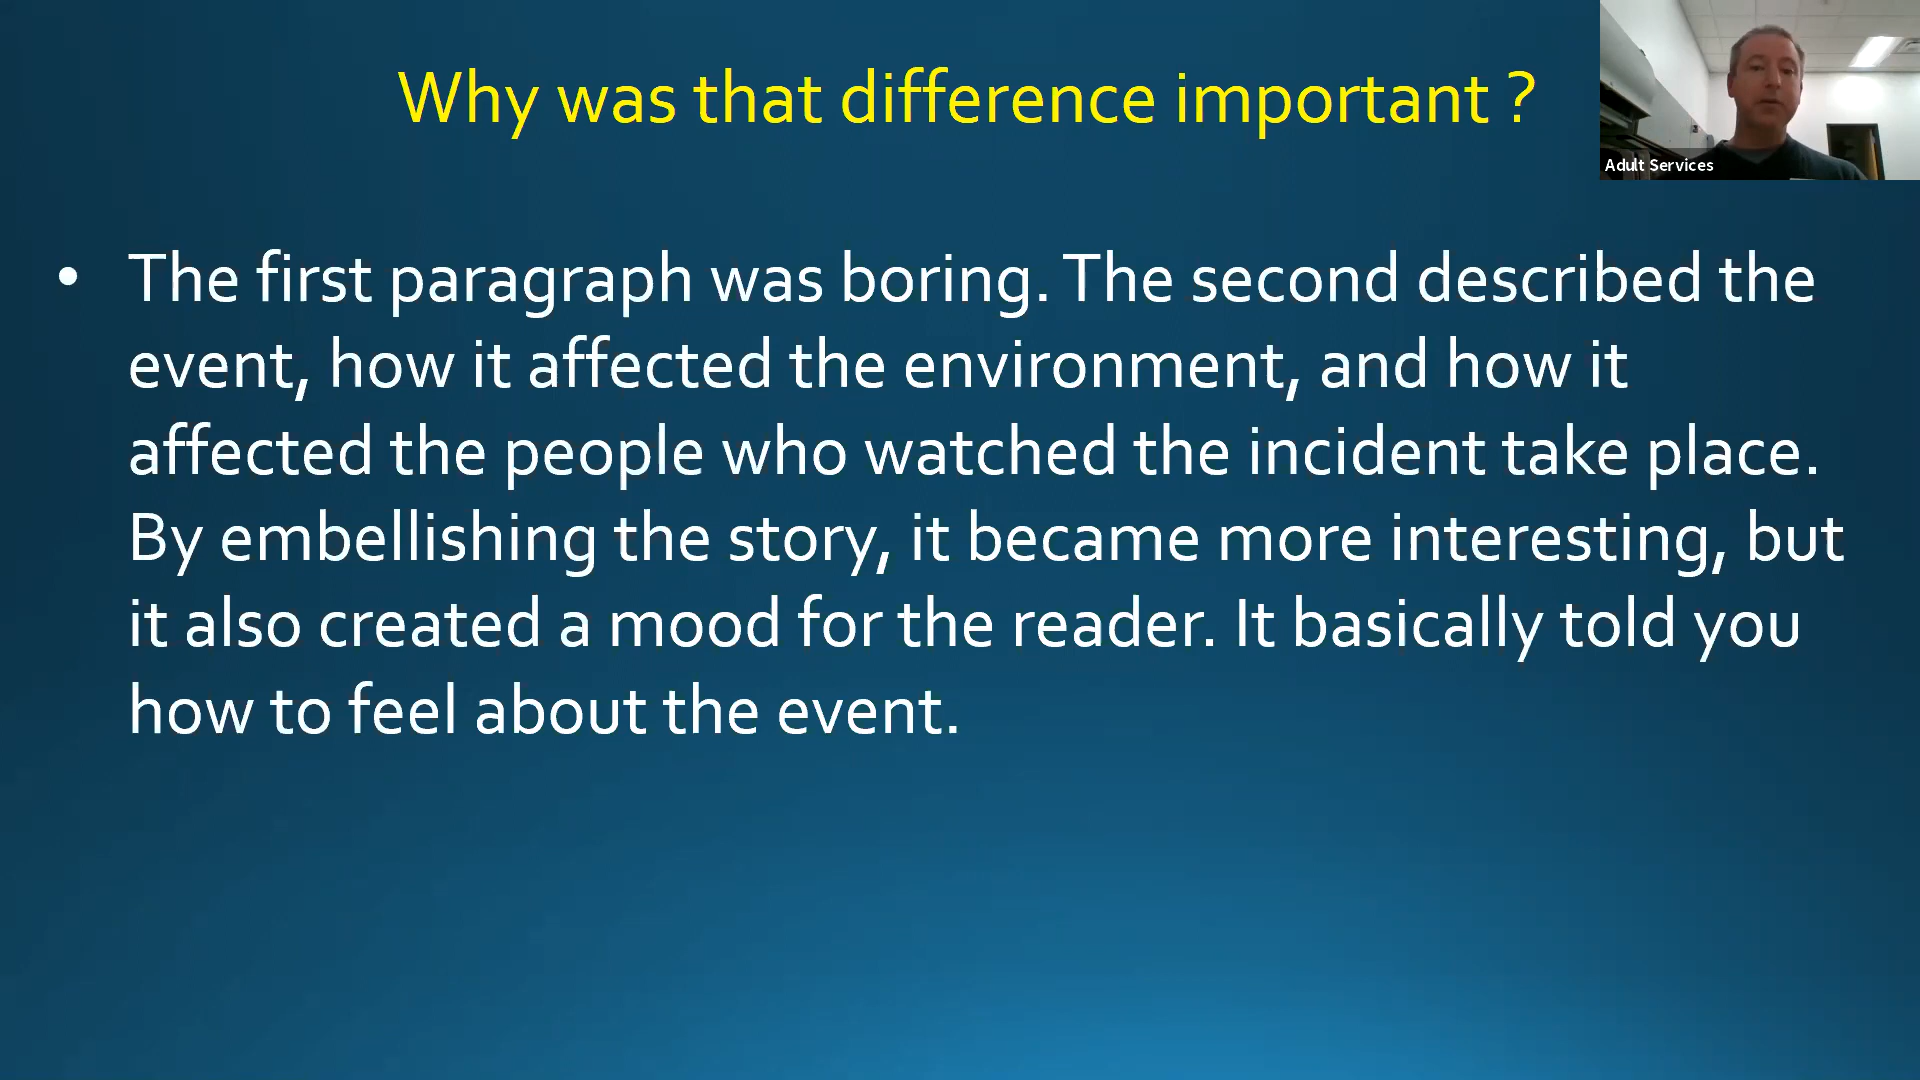 Why was that difference important ?
Adult Services
• The first paragraph was boring. The second described the
event, how it affected the environment, and how it
affected the people who watched the incident take place.
By embellishing the story, it became more interesting, but
it also created a mood for the reader. It basically told you
how to feel about the event.